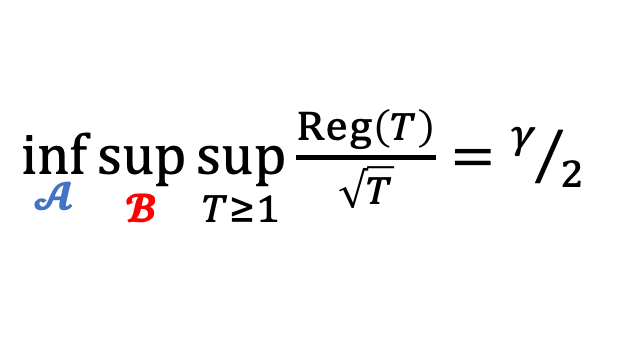 inf sup sup Reg(T)/√T = γ/2
𝒜 ℬ T≥1